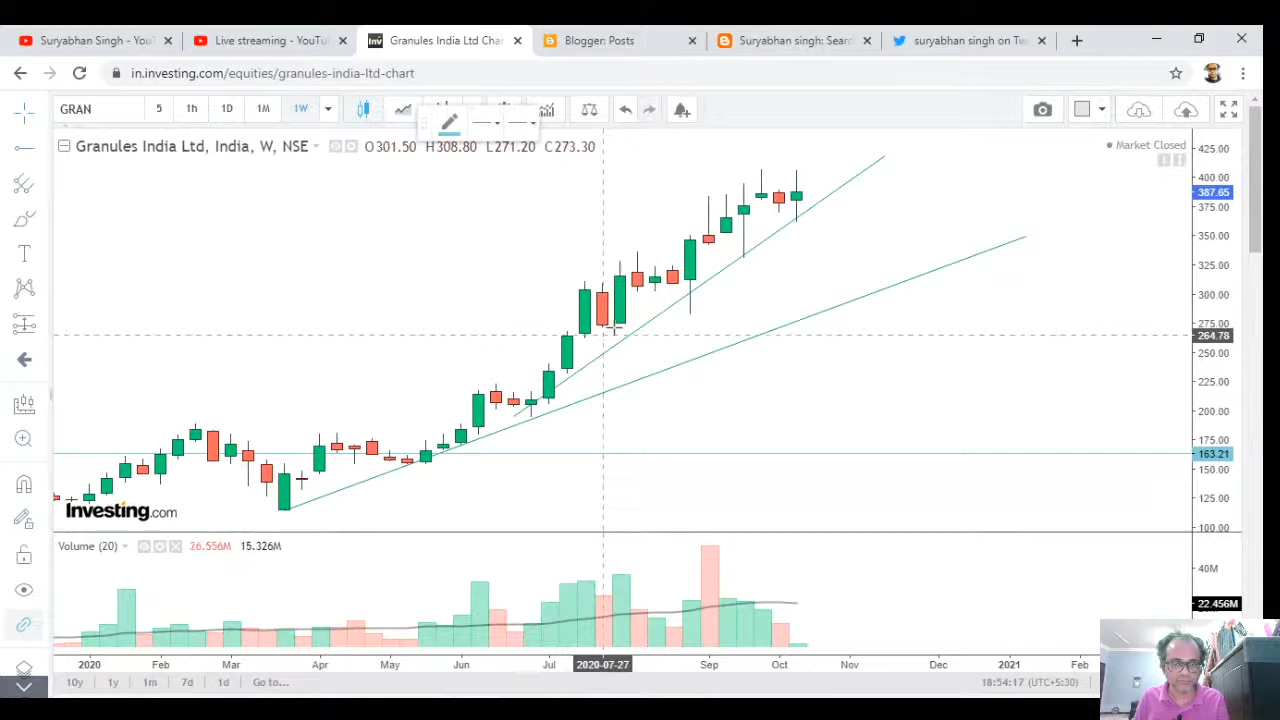 Suryabhan Singh - YouT
Live streaming - YouTube
Granules India Ltd Char
Blogger: Posts
Suryabhan singh: Search
suryabhan singh on Tw
in.investing.com/equities/granules-india-ltd-chart
GRAN 5 1h 1D 1M 1W
Granules India Ltd, India, W, NSE O301.50 H308.80 L271.20 C273.30
Market Closed
425.00
400.00
387.65
375.00
350.00
325.00
300.00
275.00
264.78
250.00
225.00
200.00
175.00
163.21
150.00
125.00
100.00
Investing.com
Volume (20) 26.556M 15.326M
40M
22.456M
2020 Feb Mar Apr May Jun Jul 2020-07-27 Sep Oct Nov Dec 2021 Feb
10y 1y 1m 7d 1d Go to... 18:54:17 (UTC+5:30)